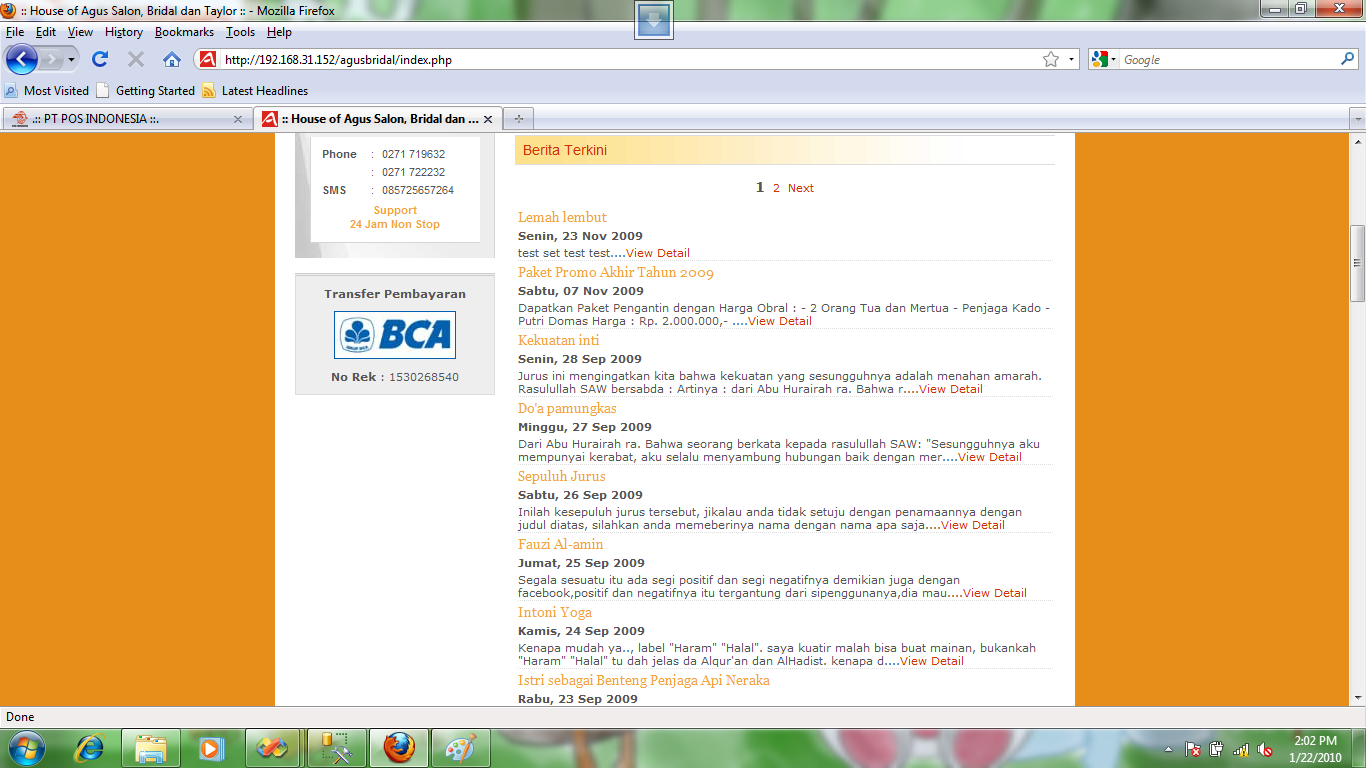 :: House of Agus Salon, Bridal dan Taylor :: - Mozilla Firefox
File Edit View History Bookmarks Tools Help
http://192.168.31.152/agusbridal/index.php
Google
Most Visited Getting Started Latest Headlines
.:: PT POS INDONESIA ::.
:: House of Agus Salon, Bridal dan ...
Phone : 0271 719632
: 0271 722232
SMS : 085725657264
Support
24 Jam Non Stop
Transfer Pembayaran
BCA
No Rek : 1530268540
Berita Terkini
1 2 Next
Lemah lembut
Senin, 23 Nov 2009
test set test test....View Detail
Paket Promo Akhir Tahun 2009
Sabtu, 07 Nov 2009
Dapatkan Paket Pengantin dengan Harga Obral : - 2 Orang Tua dan Mertua - Penjaga Kado -
Putri Domas Harga : Rp. 2.000.000,- ....View Detail
Kekuatan inti
Senin, 28 Sep 2009
Jurus ini mengingatkan kita bahwa kekuatan yang sesungguhnya adalah menahan amarah.
Rasulullah SAW bersabda : Artinya : dari Abu Hurairah ra. Bahwa r....View Detail
Do'a pamungkas
Minggu, 27 Sep 2009
Dari Abu Hurairah ra. Bahwa seorang berkata kepada rasulullah SAW: "Sesungguhnya aku
mempunyai kerabat, aku selalu menyambung hubungan baik dengan mer....View Detail
Sepuluh Jurus
Sabtu, 26 Sep 2009
Inilah kesepuluh jurus tersebut, jikalau anda tidak setuju dengan penamaannya dengan
judul diatas, silahkan anda memeberinya nama dengan nama apa saja....View Detail
Fauzi Al-amin
Jumat, 25 Sep 2009
Segala sesuatu itu ada segi positif dan segi negatifnya demikian juga dengan
facebook,positif dan negatifnya itu tergantung dari sipenggunanya,dia mau....View Detail
Intoni Yoga
Kamis, 24 Sep 2009
Kenapa mudah ya.., label "Haram" "Halal". saya kuatir malah bisa buat mainan, bukankah
"Haram" "Halal" tu dah jelas da Alqur'an dan AlHadist. kenapa d....View Detail
Istri sebagai Benteng Penjaga Api Neraka
Rabu, 23 Sep 2009
Done
2:02 PM
1/22/2010